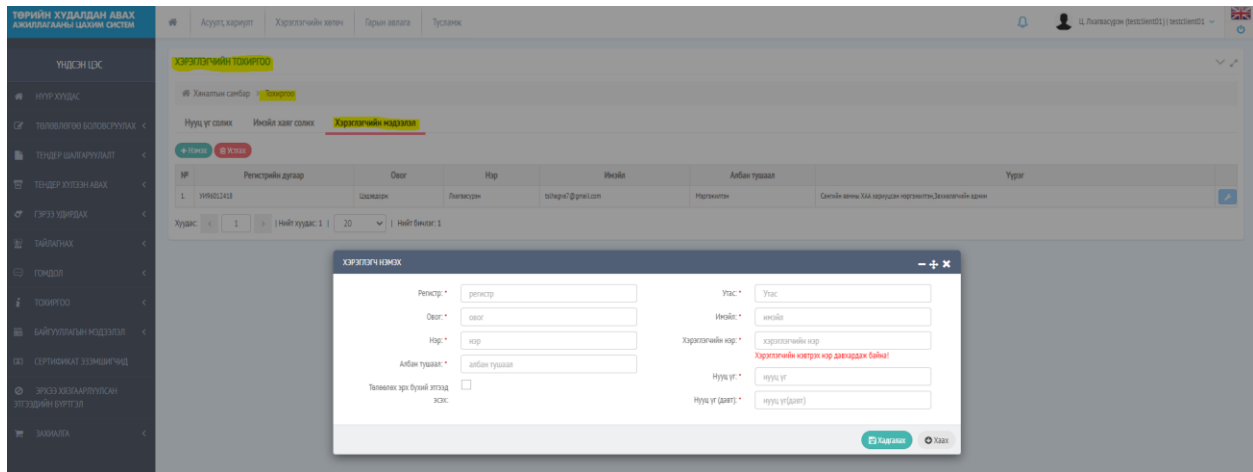 ТӨРИЙН ХУДАЛДАН АВАХ
АЖИЛЛАГААНЫ ЦАХИМ СИСТЕМ
Асуулт, хариулт Хэрэглэгчийн хөтөч Гарын авлага Тусламж
Ц. Лхагвасүрэн (testclient01) | testclient01
ҮНДСЭН ЦЭС
НҮҮР ХУУДАС
ТӨЛӨВЛӨГӨӨ БОЛОВСРУУЛАХ
ТЕНДЕР ШАЛГАРУУЛАЛТ
ТЕНДЕР ХҮЛЭЭН АВАХ
ГЭРЭЭ УДИРДАХ
ТАЙЛАГНАХ
ГОМДОЛ
ТОХИРГОО
БАЙГУУЛЛАГЫН МЭДЭЭЛЭЛ
СЕРТИФИКАТ ЭЗЭМШИГЧИД
ЭРХЭЭ ХЯЗГААРЛУУЛСАН
ЭТГЭЭДИЙН БҮРТГЭЛ
ЗАХИАЛГА
ХЭРЭГЛЭГЧИЙН ТОХИРГОО
Хяналтын самбар > Тохиргоо
Нууц үг солих Имэйл хаяг солих Хэрэглэгчийн мэдээлэл
Нэмэх Устгах
№ Регистрийн дугаар Овог Нэр Имэйл Албан тушаал Үүрэг
1. Лхагвасүрэн Мэргэжилтэн
Хуудас: 1 | Нийт хуудас: 1 | 20 | Нийт бичлэг: 1
ХЭРЭГЛЭГЧ НЭМЭХ
Регистр: * регистр
Овог: * овог
Нэр: * нэр
Албан тушаал: * албан тушаал
Төлөөлөх эрх бүхий этгээд
эсэх:
Утас: * Утас
Имэйл: * имэйл
Хэрэглэгчийн нэр: * хэрэглэгчийн нэр
Хэрэглэгчийн нэвтрэх нэр давхардаж байна!
Нууц үг: * нууц үг
Нууц үг (давт): * нууц үг(давт)
Хадгалах Хаах